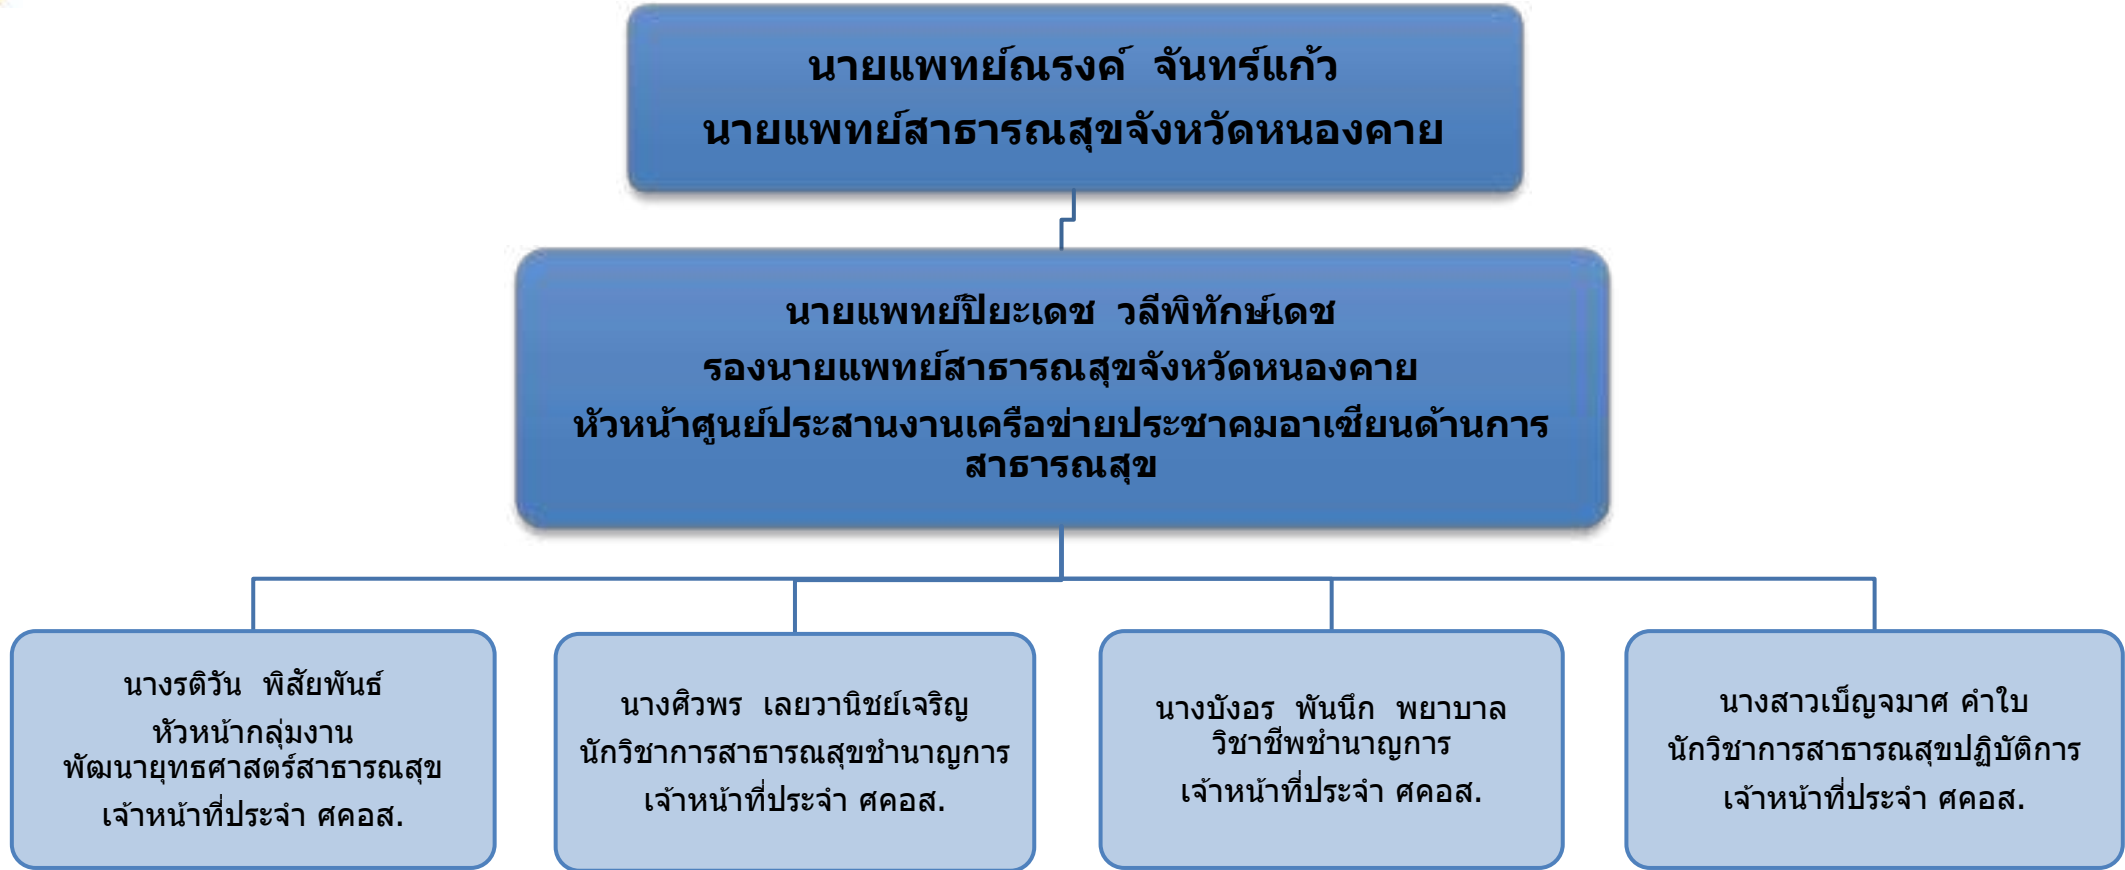 นายแพทย์ณรงค์ จันทร์แก้ว
นายแพทย์สาธารณสุขจังหวัดหนองคาย
นายแพทย์ปิยะเดช วลีพิทักษ์เดช
รองนายแพทย์สาธารณสุขจังหวัดหนองคาย
หัวหน้าศูนย์ประสานงานเครือข่ายประชาคมอาเซียนด้านการ
สาธารณสุข
นางรติวัน พิสัยพันธ์
หัวหน้ากลุ่มงาน
พัฒนายุทธศาสตร์สาธารณสุข
เจ้าหน้าที่ประจำ ศคอส.
นางศิวพร เลยวานิชย์เจริญ
นักวิชาการสาธารณสุขชำนาญการ
เจ้าหน้าที่ประจำ ศคอส.
นางบังอร พันนึก พยาบาล
วิชาชีพชำนาญการ
เจ้าหน้าที่ประจำ ศคอส.
นางสาวเบ็ญจมาศ คำใบ
นักวิชาการสาธารณสุขปฏิบัติการ
เจ้าหน้าที่ประจำ ศคอส.